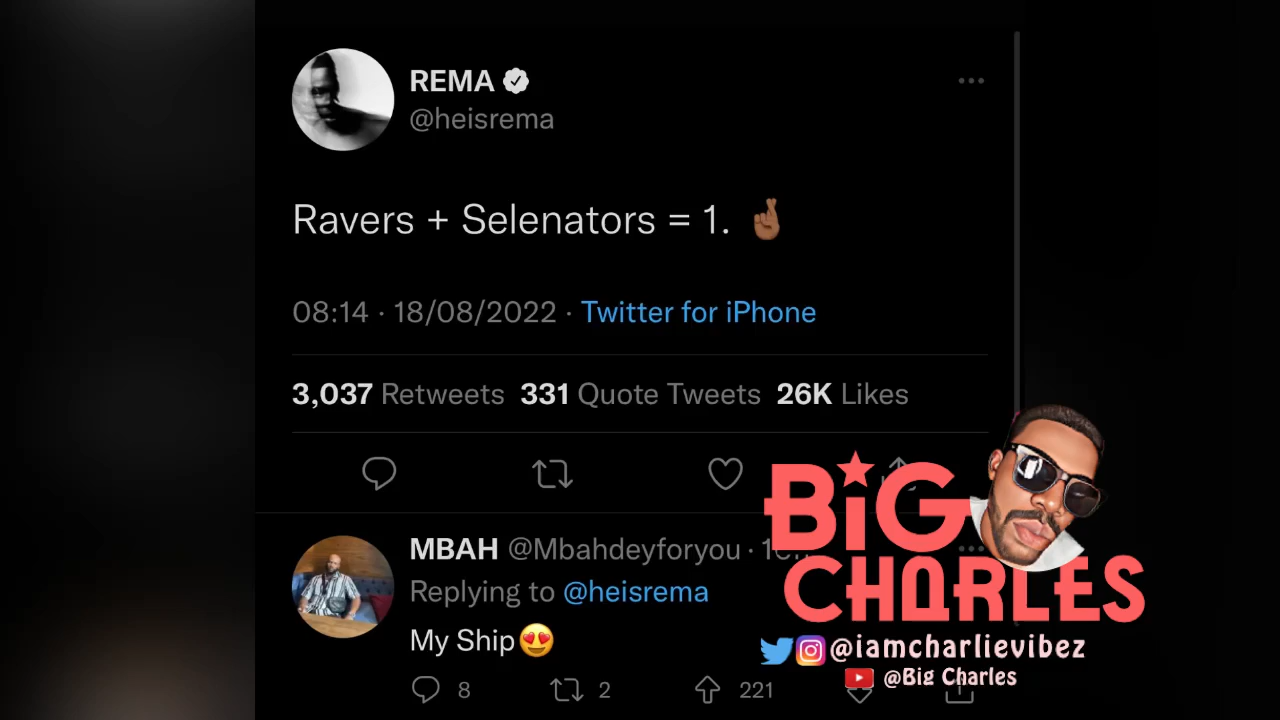 REMA
@heisrema
Ravers + Selenators = 1. 🤞🏾
08:14 · 18/08/2022 · Twitter for iPhone
3,037 Retweets 331 Quote Tweets 26K Likes
MBAH @Mbahdeyforyou ·
Replying to @heisrema
My Ship😍
8 2 221
BiG
CHARLES
@iamcharlievibez
@Big Charles